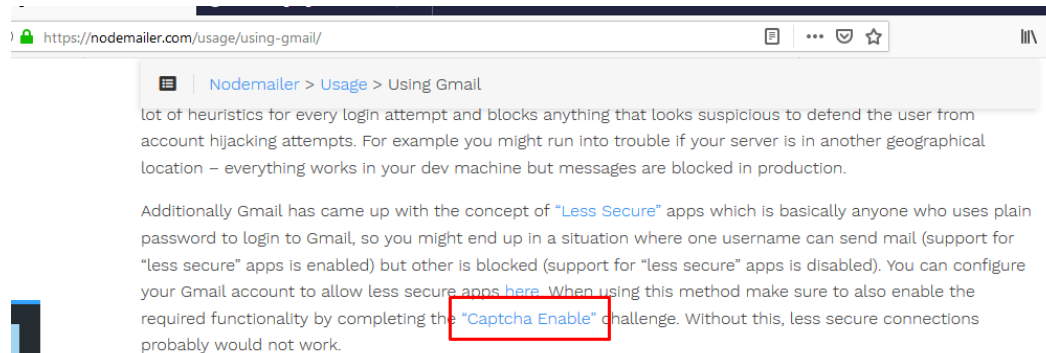 https://nodemailer.com/usage/using-gmail/
Nodemailer > Usage > Using Gmail
lot of heuristics for every login attempt and blocks anything that looks suspicious to defend the user from
account hijacking attempts. For example you might run into trouble if your server is in another geographical
location – everything works in your dev machine but messages are blocked in production.
Additionally Gmail has came up with the concept of “Less Secure” apps which is basically anyone who uses plain
password to login to Gmail, so you might end up in a situation where one username can send mail (support for
“less secure” apps is enabled) but other is blocked (support for “less secure” apps is disabled). You can configure
your Gmail account to allow less secure apps here. When using this method make sure to also enable the
required functionality by completing the “Captcha Enable” challenge. Without this, less secure connections
probably would not work.